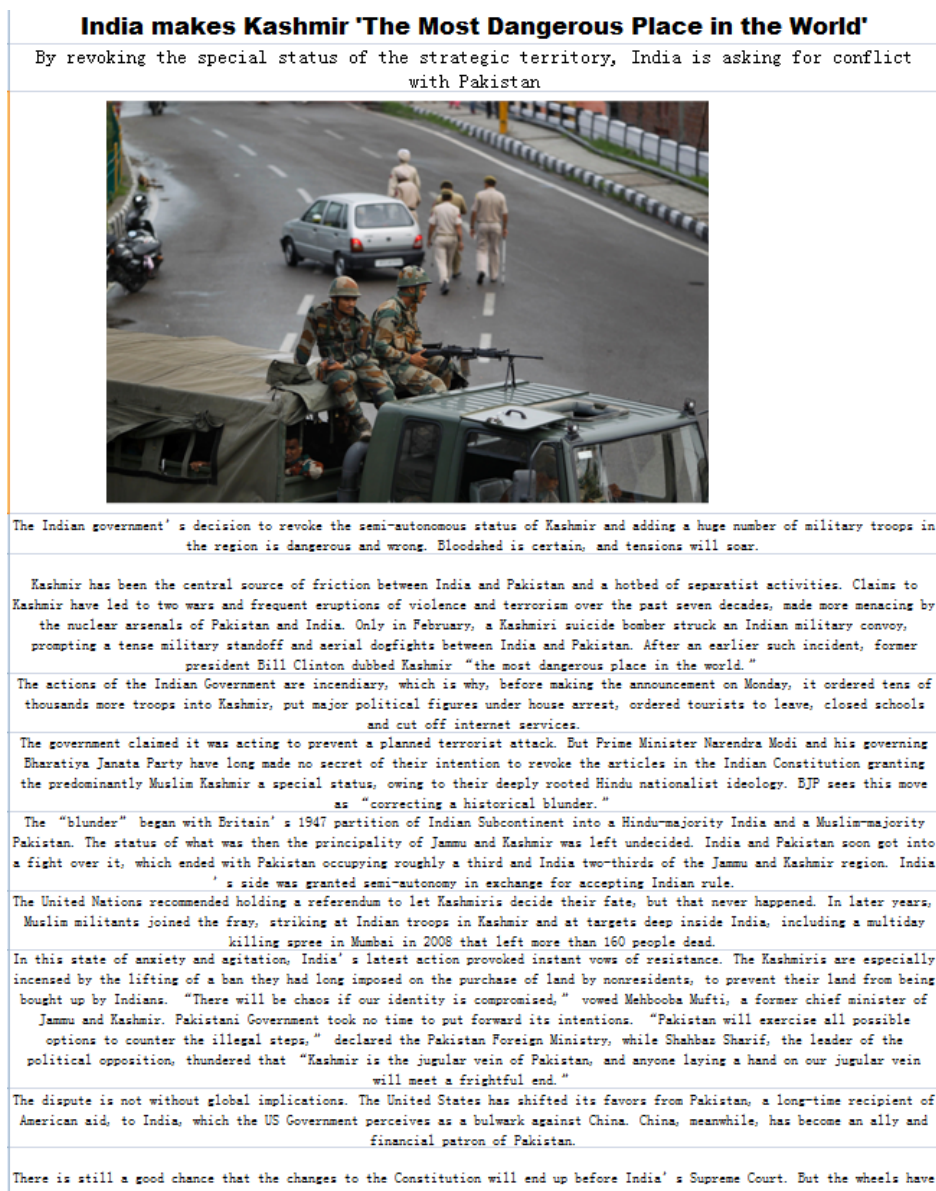 India makes Kashmir 'The Most Dangerous Place in the World'
By revoking the special status of the strategic territory, India is asking for conflict
with Pakistan
The Indian government's decision to revoke the semi-autonomous status of Kashmir and adding a huge number of military troops in
the region is dangerous and wrong. Bloodshed is certain, and tensions will soar.
Kashmir has been the central source of friction between India and Pakistan and a hotbed of separatist activities. Claims to
Kashmir have led to two wars and frequent eruptions of violence and terrorism over the past seven decades, made more menacing by
the nuclear arsenals of Pakistan and India. Only in February, a Kashmiri suicide bomber struck an Indian military convoy,
prompting a tense military standoff and aerial dogfights between India and Pakistan. After an earlier such incident, former
president Bill Clinton dubbed Kashmir “the most dangerous place in the world.”
The actions of the Indian Government are incendiary, which is why, before making the announcement on Monday, it ordered tens of
thousands more troops into Kashmir, put major political figures under house arrest, ordered tourists to leave, closed schools
and cut off internet services.
The government claimed it was acting to prevent a planned terrorist attack. But Prime Minister Narendra Modi and his governing
Bharatiya Janata Party have long made no secret of their intention to revoke the articles in the Indian Constitution granting
the predominantly Muslim Kashmir a special status, owing to their deeply rooted Hindu nationalist ideology. BJP sees this move
as “correcting a historical blunder.”
The “blunder” began with Britain's 1947 partition of Indian Subcontinent into a Hindu-majority India and a Muslim-majority
Pakistan. The status of what was then the principality of Jammu and Kashmir was left undecided. India and Pakistan soon got into
a fight over it, which ended with Pakistan occupying roughly a third and India two-thirds of the Jammu and Kashmir region. India
's side was granted semi-autonomy in exchange for accepting Indian rule.
The United Nations recommended holding a referendum to let Kashmiris decide their fate, but that never happened. In later years,
Muslim militants joined the fray, striking at Indian troops in Kashmir and at targets deep inside India, including a multiday
killing spree in Mumbai in 2008 that left more than 160 people dead.
In this state of anxiety and agitation, India's latest action provoked instant vows of resistance. The Kashmiris are especially
incensed by the lifting of a ban they had long imposed on the purchase of land by nonresidents, to prevent their land from being
bought up by Indians. “There will be chaos if our identity is compromised,” vowed Mehbooba Mufti, a former chief minister of
Jammu and Kashmir. Pakistani Government took no time to put forward its intentions. “Pakistan will exercise all possible
options to counter the illegal steps,” declared the Pakistan Foreign Ministry, while Shahbaz Sharif, the leader of the
political opposition, thundered that “Kashmir is the jugular vein of Pakistan, and anyone laying a hand on our jugular vein
will meet a frightful end.”
The dispute is not without global implications. The United States has shifted its favors from Pakistan, a long-time recipient of
American aid, to India, which the US Government perceives as a bulwark against China. China, meanwhile, has become an ally and
financial patron of Pakistan.
There is still a good chance that the changes to the Constitution will end up before India's Supreme Court. But the wheels have